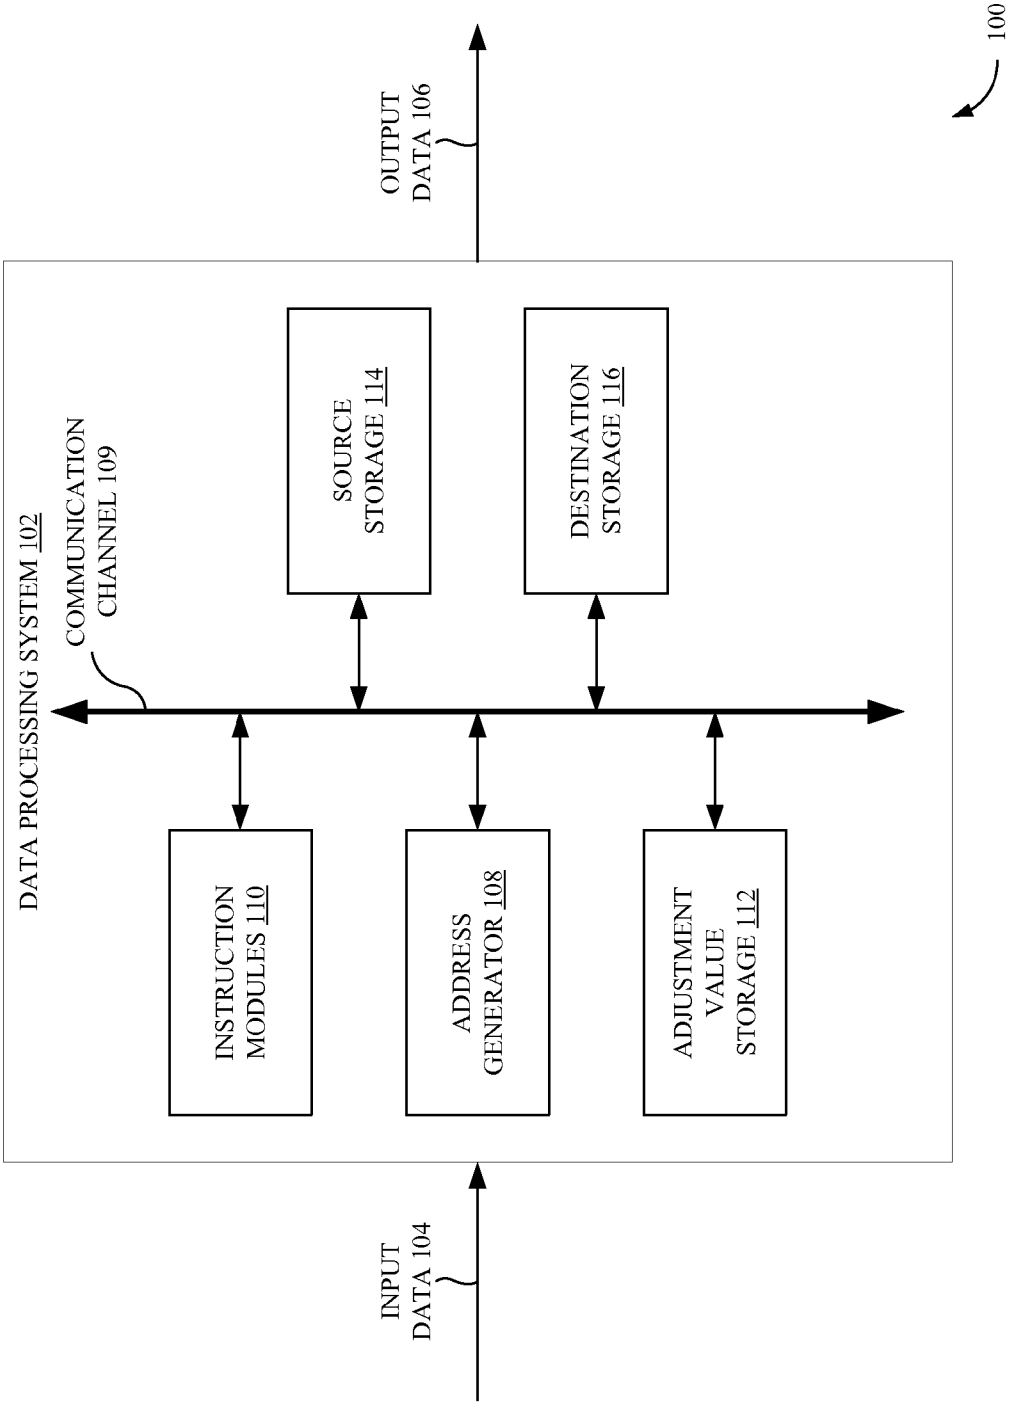 100
DATA PROCESSING SYSTEM 102
COMMUNICATION
CHANNEL 109
INSTRUCTION
MODULES 110
SOURCE
STORAGE 114
INPUT
DATA 104
ADDRESS
GENERATOR 108
OUTPUT
DATA 106
DESTINATION
STORAGE 116
ADJUSTMENT
VALUE
STORAGE 112